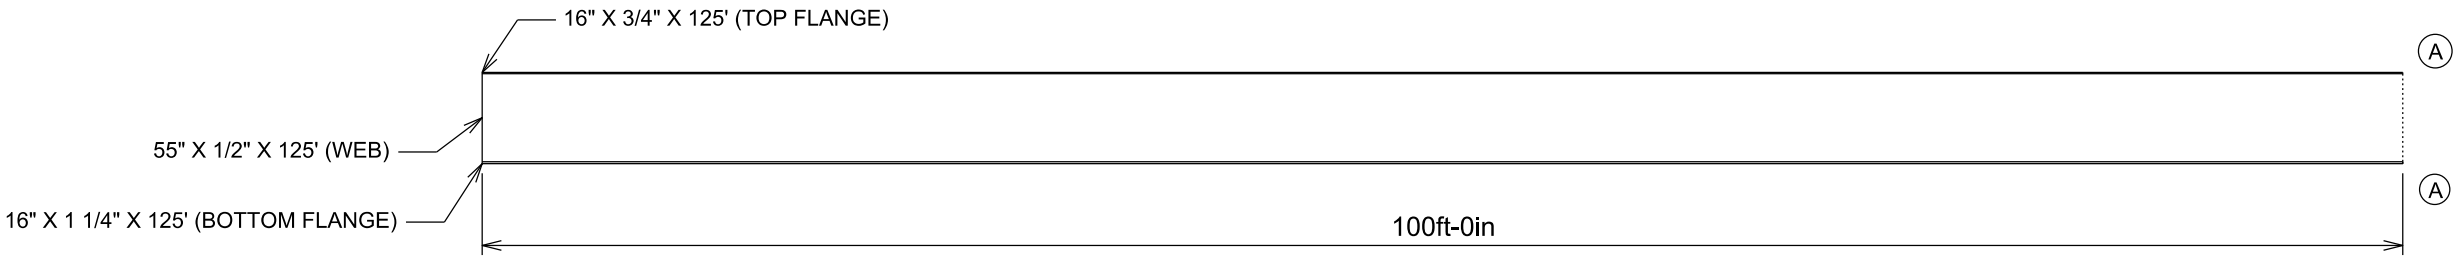 16" X 3/4" X 125' (TOP FLANGE)
A
55" X 1/2" X 125' (WEB)
A
16" X 1 1/4" X 125' (BOTTOM FLANGE)
100ft-0in